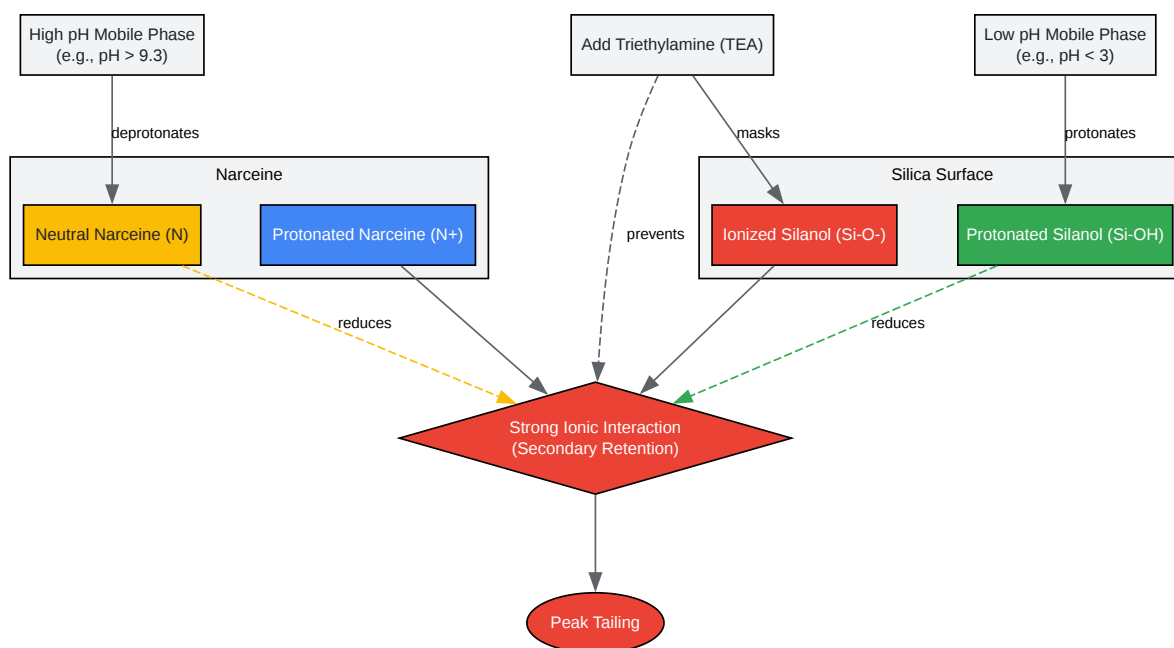 High pH Mobile Phase
(e.g., pH > 9.3)
Add Triethylamine (TEA)
Low pH Mobile Phase
(e.g., pH < 3)
deprotonates
masks
protonates
Narceine
Silica Surface
Neutral Narceine (N)
Protonated Narceine (N+)
prevents
Ionized Silanol (Si-O-)
Protonated Silanol (Si-OH)
reduces
reduces
Strong Ionic Interaction
(Secondary Retention)
Peak Tailing